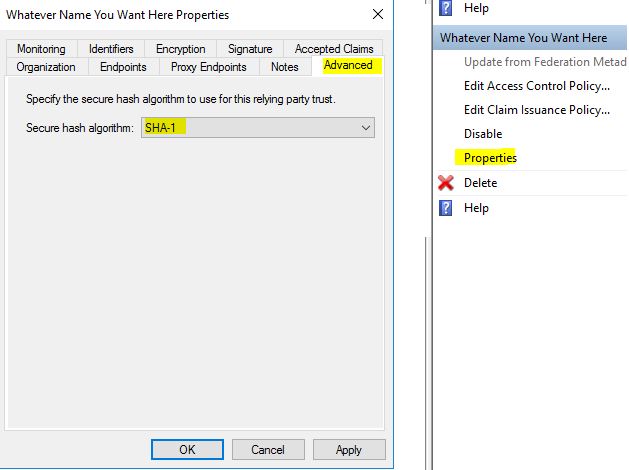 Whatever Name You Want Here Properties
Monitoring Identifiers Encryption Signature Accepted Claims
Organization Endpoints Proxy Endpoints Notes Advanced
Specify the secure hash algorithm to use for this relying party trust.
Secure hash algorithm: SHA-1
OK Cancel Apply
Help
Whatever Name You Want Here
Update from Federation Metad
Edit Access Control Policy...
Edit Claim Issuance Policy...
Disable
Properties
Delete
Help